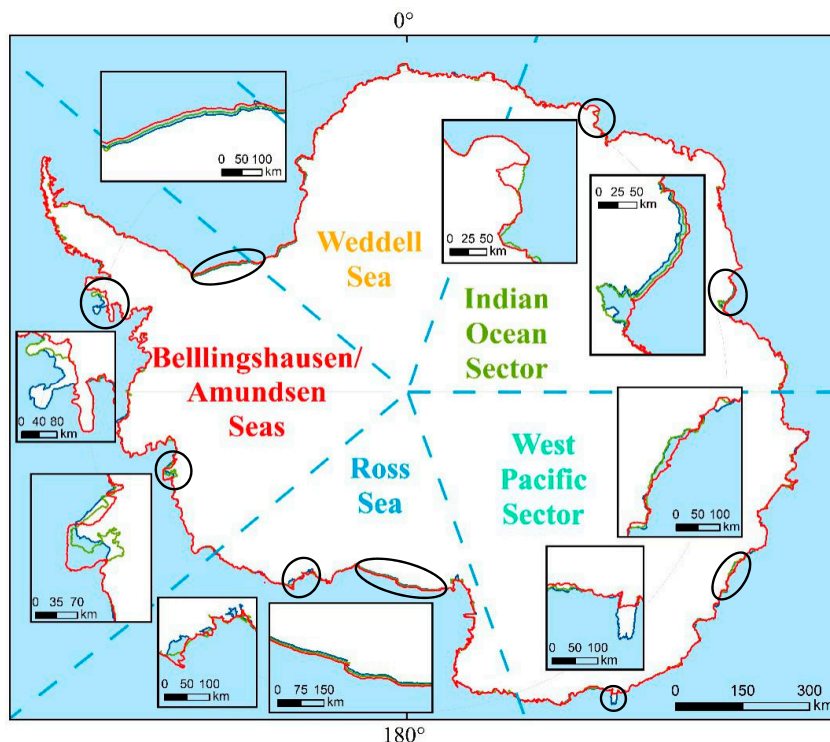 0°
0 50 100
km
0 25 50
km
0 25 50
km
Weddell
Sea
Indian
Ocean
Sector
Belllingshausen/
Amundsen
Seas
0 40 80
km
West
Pacific
Sector
Ross
Sea
0 50 100
km
0 35 70
km
0 50 100
km
0 50 100
km
0 75 150
km
0 150 300
km
180°